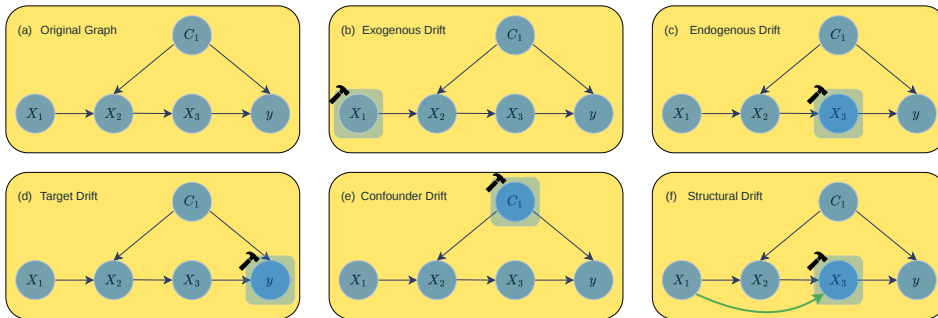 (a) Original Graph
C₁
X₁ X₂ X₃ y
(b) Exogenous Drift
C₁
X₁ X₂ X₃ y
(c) Endogenous Drift
C₁
X₁ X₂ X₃ y
(d) Target Drift
C₁
X₁ X₂ X₃ y
(e) Confounder Drift
C₁
X₁ X₂ X₃ y
(f) Structural Drift
C₁
X₁ X₂ X₃ y